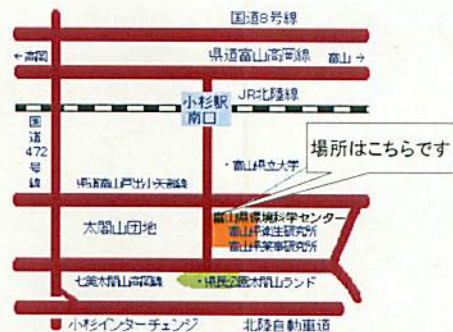 国道8号線
←高岡
県道富山高岡線
富山→
JR北陸線
小杉駅
南口
国道472号線
・富山県立大学
場所はこちらです
県道富山戸出小矢部線
富山県環境科学センター
太閤山団地
富山県衛生研究所
富山県薬事研究所
七美太閤山高岡線
・県民公園太閤山ランド
小杉インターチェンジ
北陸自動車道